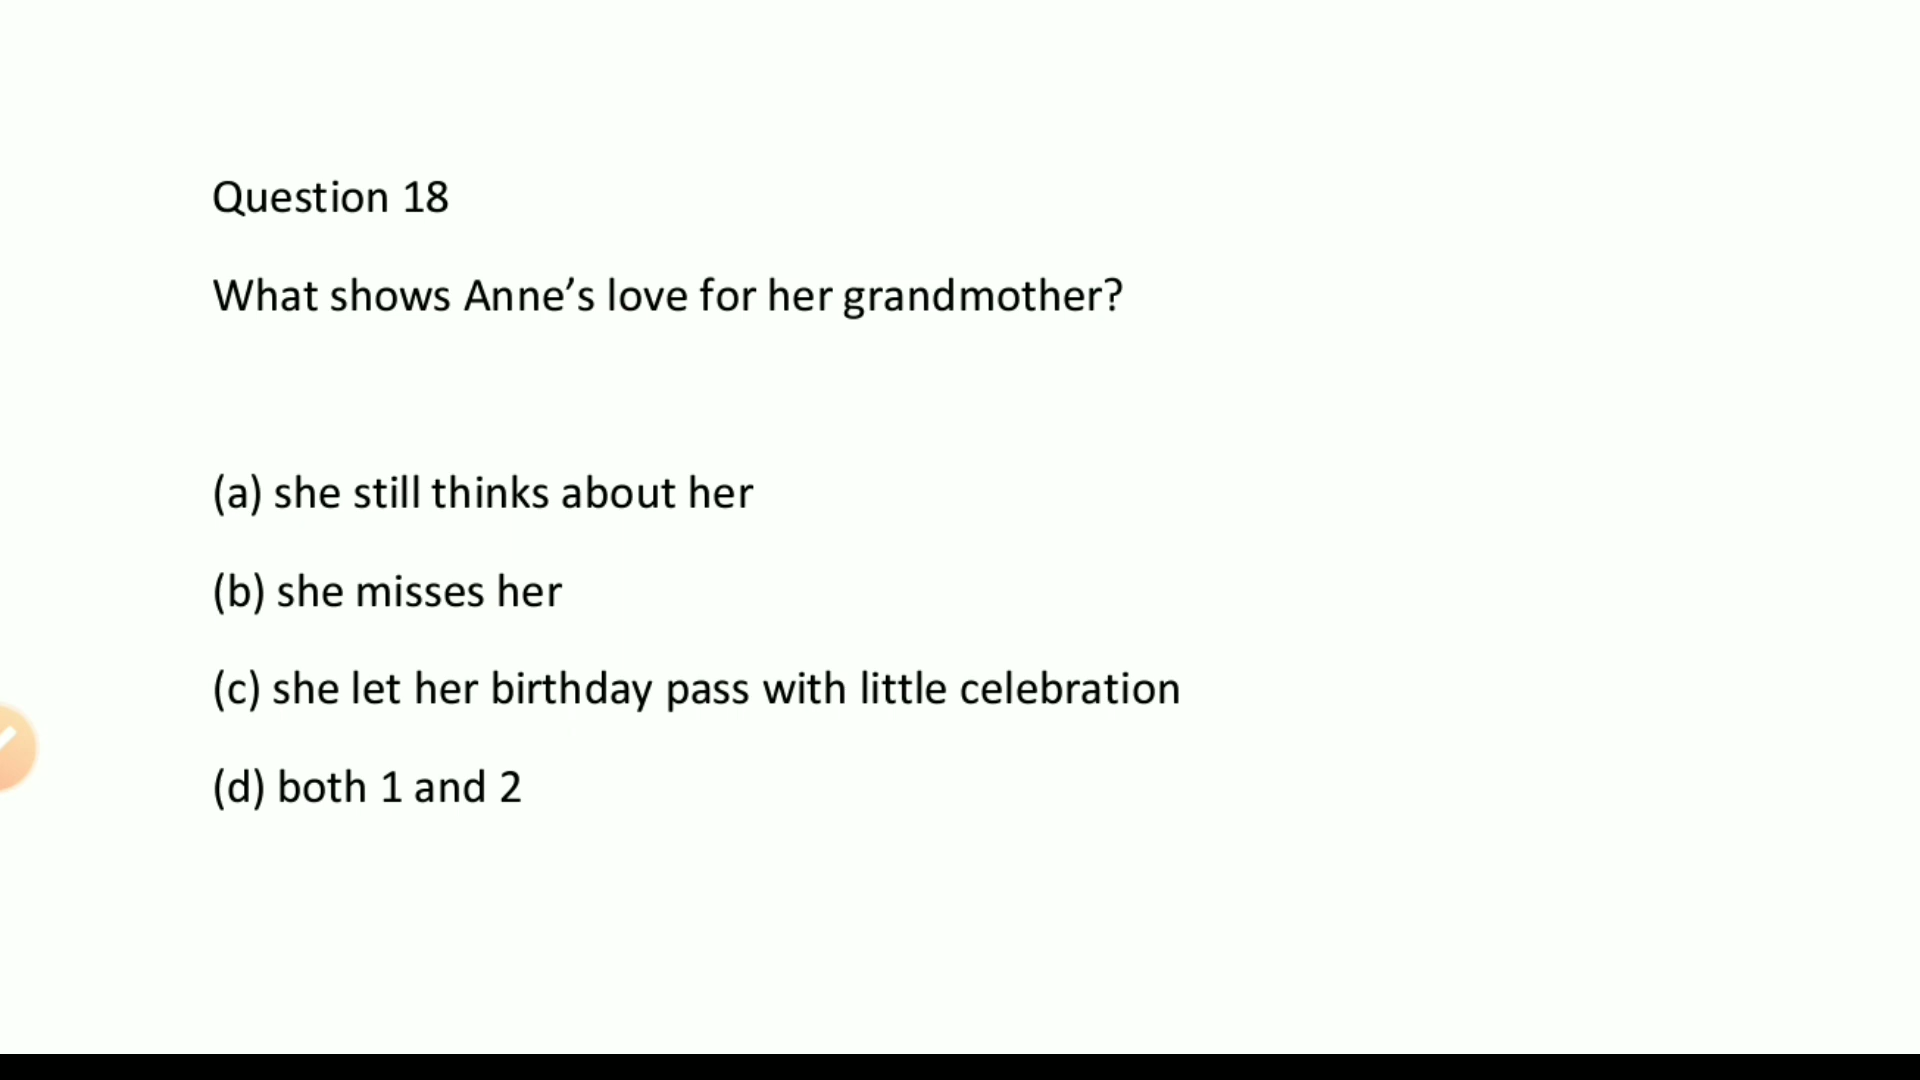 Question 18
What shows Anne’s love for her grandmother?
(a) she still thinks about her
(b) she misses her
(c) she let her birthday pass with little celebration
(d) both 1 and 2